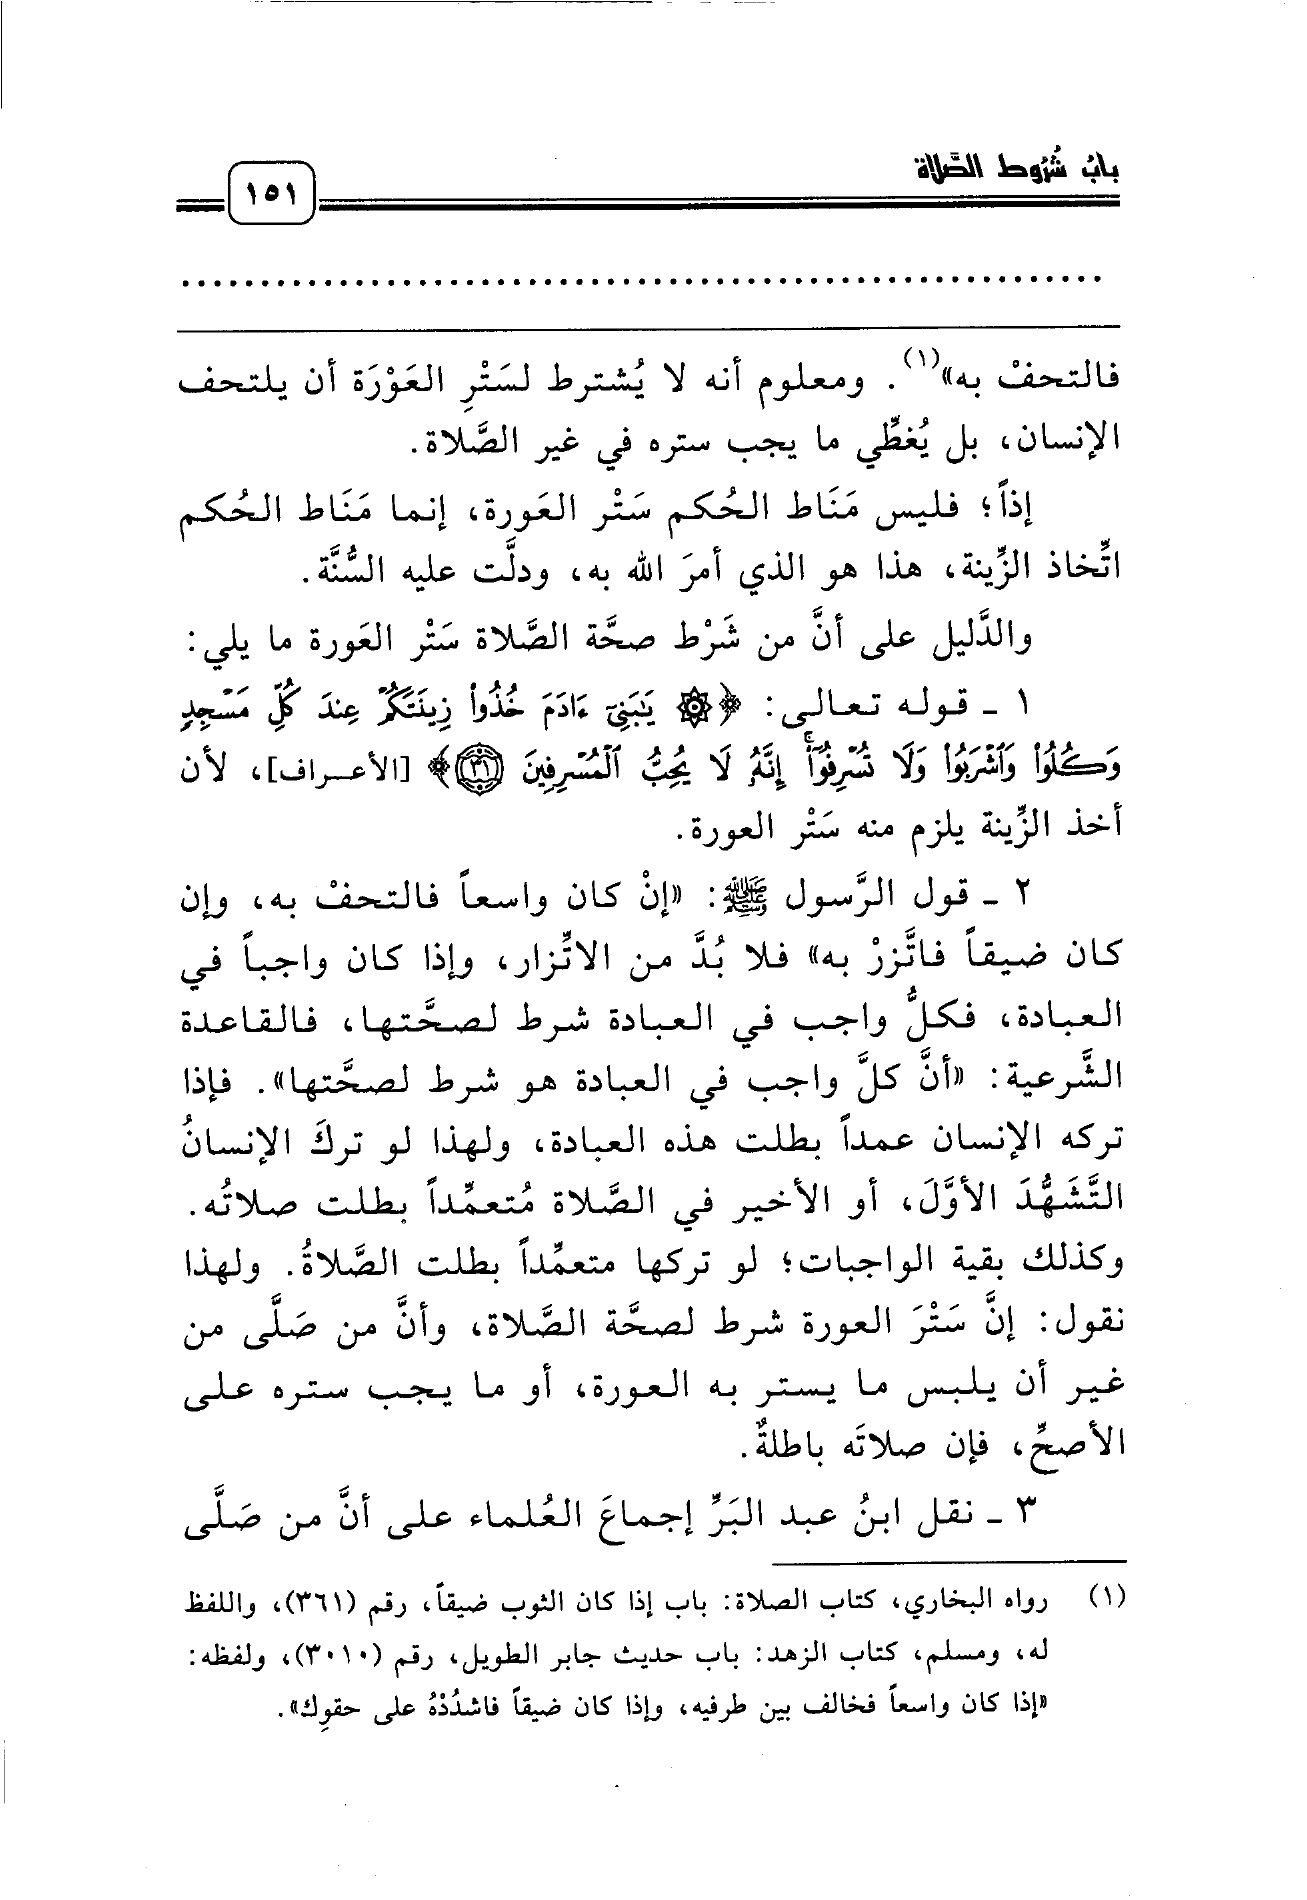 بابُ شُرُوط الصَّلاة
١٥١
فالتحفْ به»(١). ومعلوم أنه لا يُشترط لسَتْرِ العَوْرَة أن يلتحف
الإنسان، بل يُغطِّي ما يجب ستره في غير الصَّلاة.
إذاً؛ فليس مَنَاط الحُكم سَتْر العَورة، إنما مَنَاط الحُكم
اتِّخاذ الزِّينة، هذا هو الذي أمرَ الله به، ودلَّت عليه السُّنَّة.
والدَّليل على أنَّ من شَرْط صحَّة الصَّلاة سَتْر العَورة ما يلي:
١ ـ قوله تعالى: ﴿۞ يَٰبَنِىٓ ءَادَمَ خُذُوا۟ زِينَتَكُمْ عِندَ كُلِّ مَسْجِدٍ
وَكُلُوا۟ وَٱشْرَبُوا۟ وَلَا تُسْرِفُوٓا۟ ۚ إِنَّهُۥ لَا يُحِبُّ ٱلْمُسْرِفِينَ ٣١﴾ [الأعراف]، لأن
أخذ الزِّينة يلزم منه سَتْر العورة.
٢ ـ قول الرَّسول ﷺ: «إنْ كان واسعاً فالتحفْ به، وإن
كان ضيقاً فاتَّزرْ به» فلا بُدَّ من الاتِّزار، وإذا كان واجباً في
العبادة، فكلُّ واجب في العبادة شرط لصحَّتها، فالقاعدة
الشَّرعية: «أنَّ كلَّ واجب في العبادة هو شرط لصحَّتها». فإذا
تركه الإنسان عمداً بطلت هذه العبادة، ولهذا لو تركَ الإنسانُ
التَّشَهُّدَ الأوَّلَ، أو الأخير في الصَّلاة مُتعمِّداً بطلت صلاتُه.
وكذلك بقية الواجبات؛ لو تركها متعمِّداً بطلت الصَّلاةُ. ولهذا
نقول: إنَّ سَتْرَ العورة شرط لصحَّة الصَّلاة، وأنَّ من صَلَّى من
غير أن يلبس ما يستر به العورة، أو ما يجب ستره على
الأصحِّ، فإن صلاتَه باطلةٌ.
٣ ـ نقل ابنُ عبد البَرِّ إجماعَ العُلماء على أنَّ من صَلَّى
(١) رواه البخاري، كتاب الصلاة: باب إذا كان الثوب ضيقاً، رقم (٣٦١)، واللفظ
له، ومسلم، كتاب الزهد: باب حديث جابر الطويل، رقم (٣٠١٠)، ولفظه:
«إذا كان واسعاً فخالف بين طرفيه، وإذا كان ضيقاً فاشدُدْهُ على حقوِك».